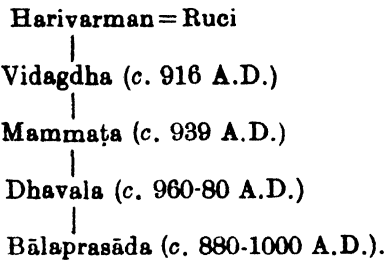 Harivarman = Ruci
Vidagdha (c. 916 A.D.)
Mammaṭa (c. 939 A.D.)
Dhavala (c. 960-80 A.D.)
Bālaprasāda (c. 880-1000 A.D.).